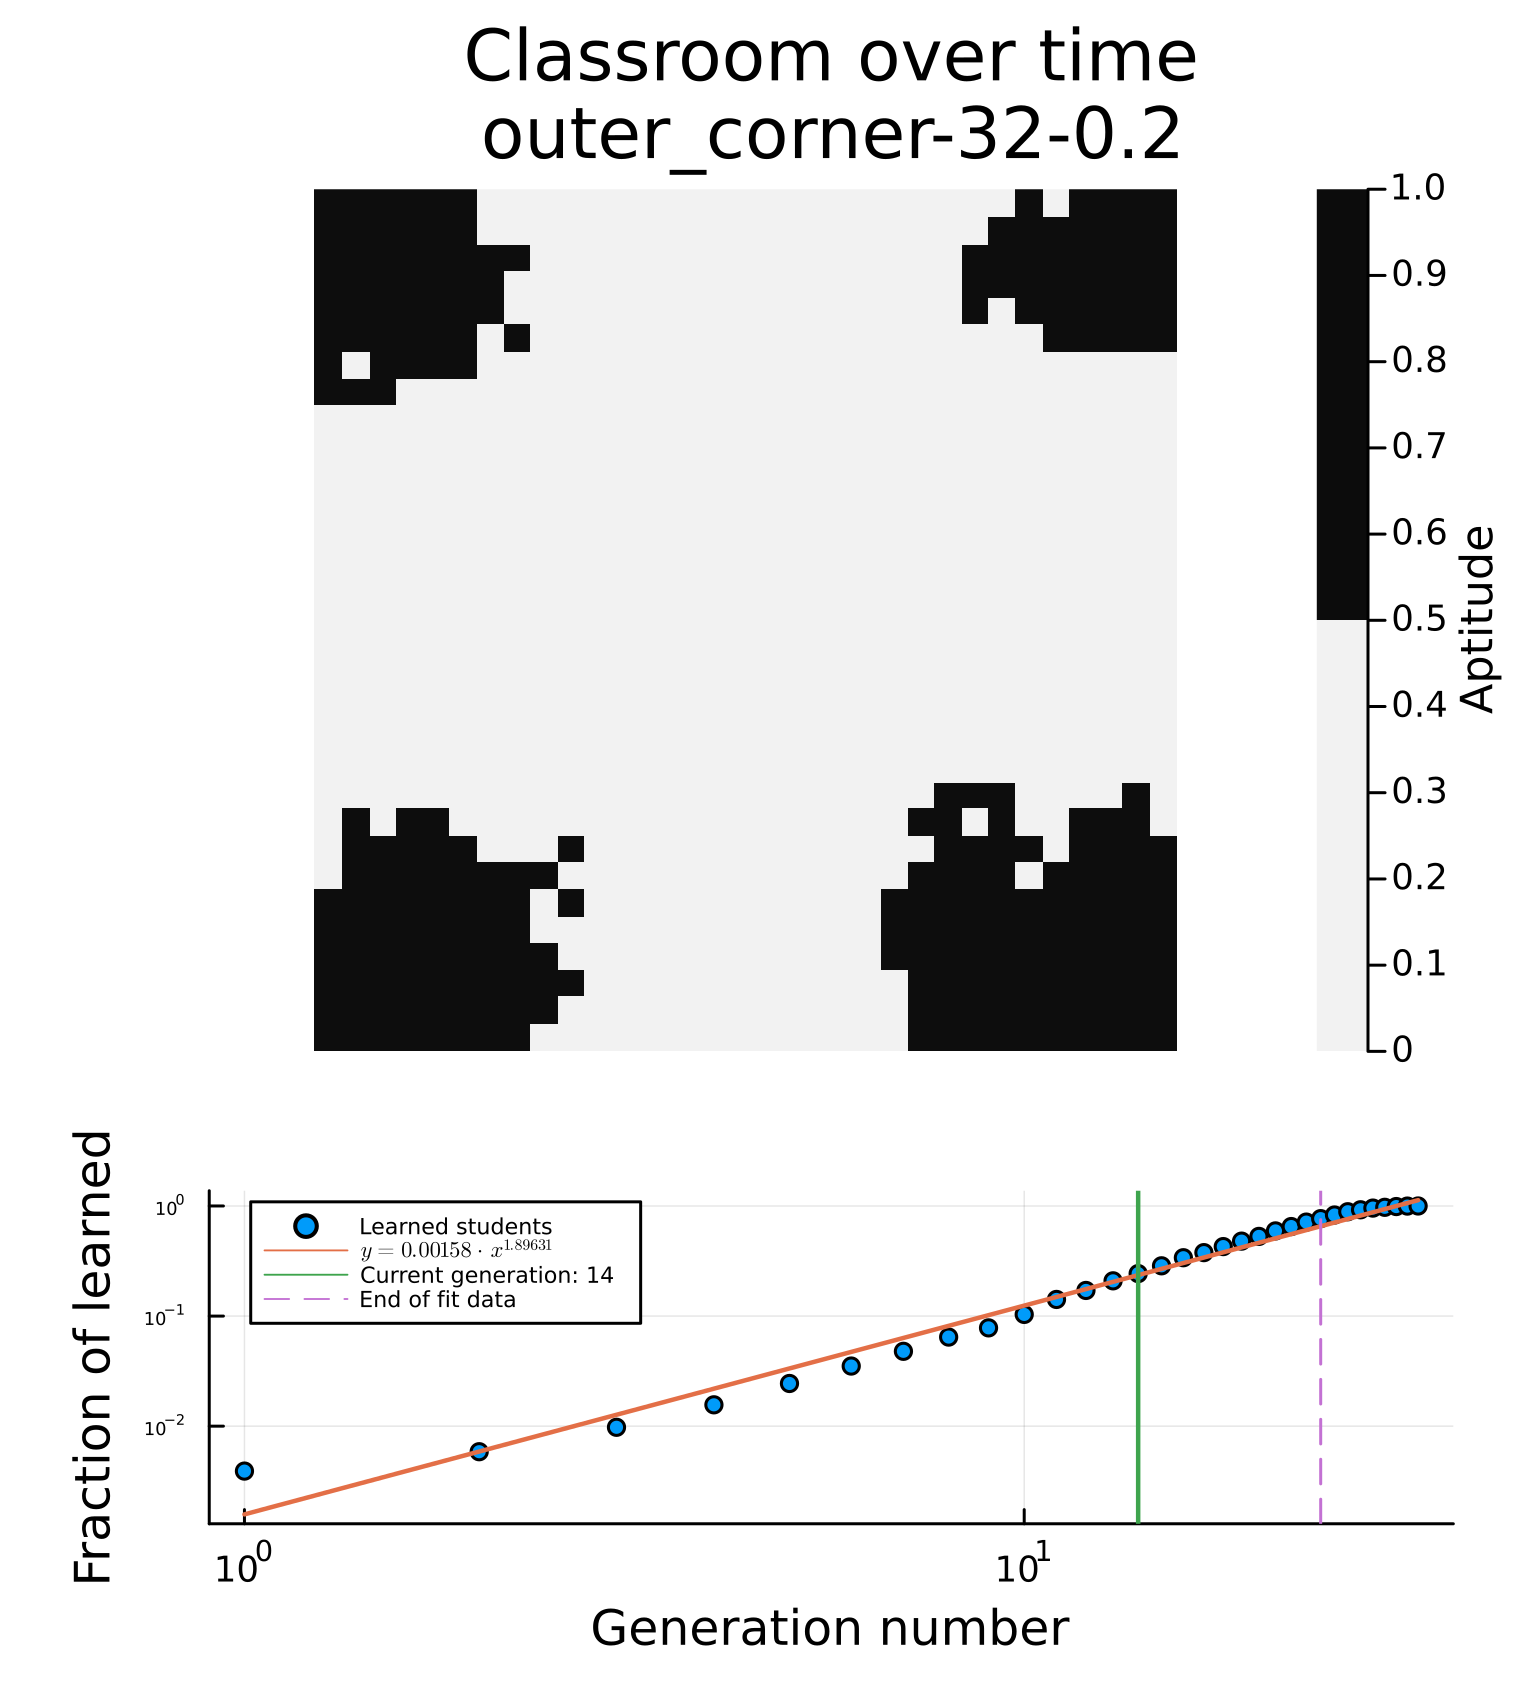 Classroom over time
outer_corner-32-0.2
1.0
0.9
0.8
0.7
0.6
0.5
0.4
0.3
0.2
0.1
0
Aptitude
Fraction of learned
10⁰
10⁻¹
10⁻²
Learned students
y = 0.00158 · x^1.89631
Current generation: 14
End of fit data
10⁰
10¹
Generation number